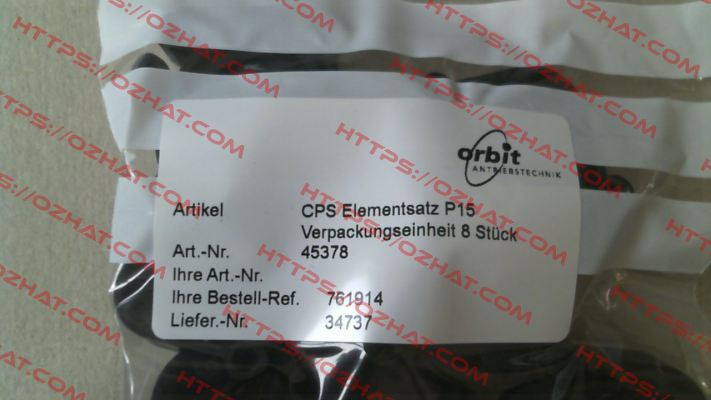 orbit
ANTRIEBSTECHNIK
Artikel CPS Elementsatz P15
Verpackungseinheit 8 Stück
Art.-Nr. 45378
Ihre Art.-Nr.
Ihre Bestell-Ref. 761914
Liefer.-Nr. 34737
HTTPS://OZHAT.COM